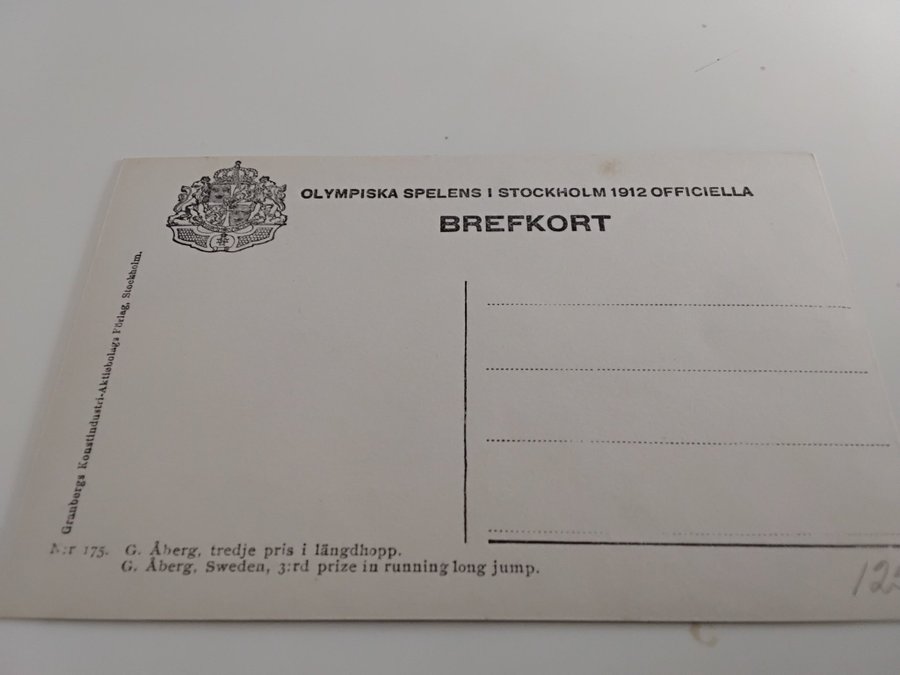 OLYMPISKA SPELENS I STOCKHOLM 1912 OFFICIELLA
BREFKORT
Granbergs Konstindustri-Aktiebolags Förlag, Stockholm.
N:r 175. G. Åberg, tredje pris i längdhopp.
G. Åberg, Sweden, 3:rd prize in running long jump.